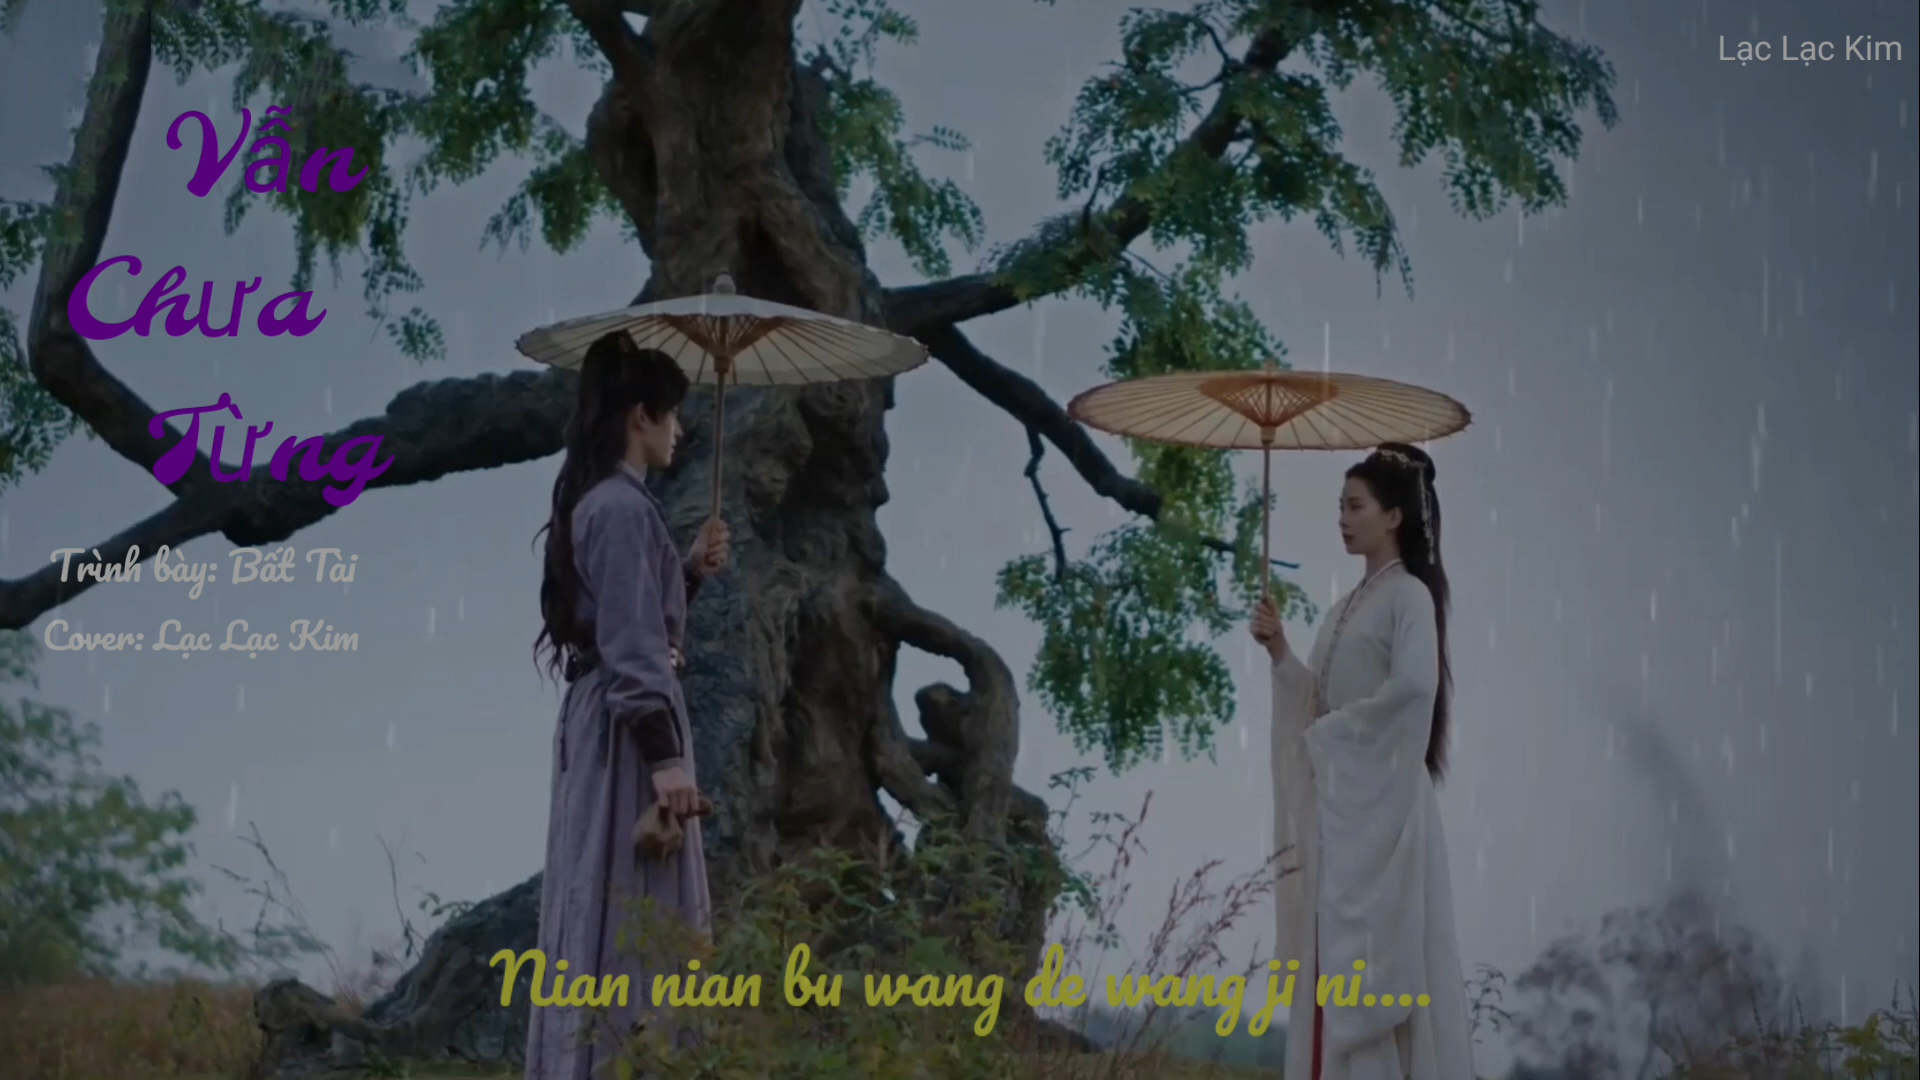 Lạc Lạc Kim
Vẫn
Chưa
Từng
Trình bày: Bất Tài
Cover: Lạc Lạc Kim
Nian nian bu wang de wang ji ni....